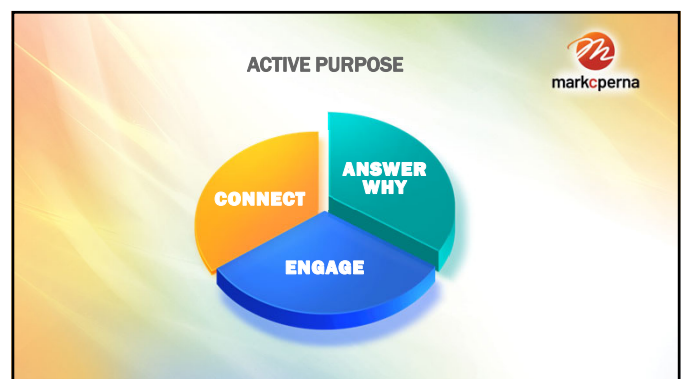 ACTIVE PURPOSE
markcperna
ANSWER
WHY
CONNECT
ENGAGE